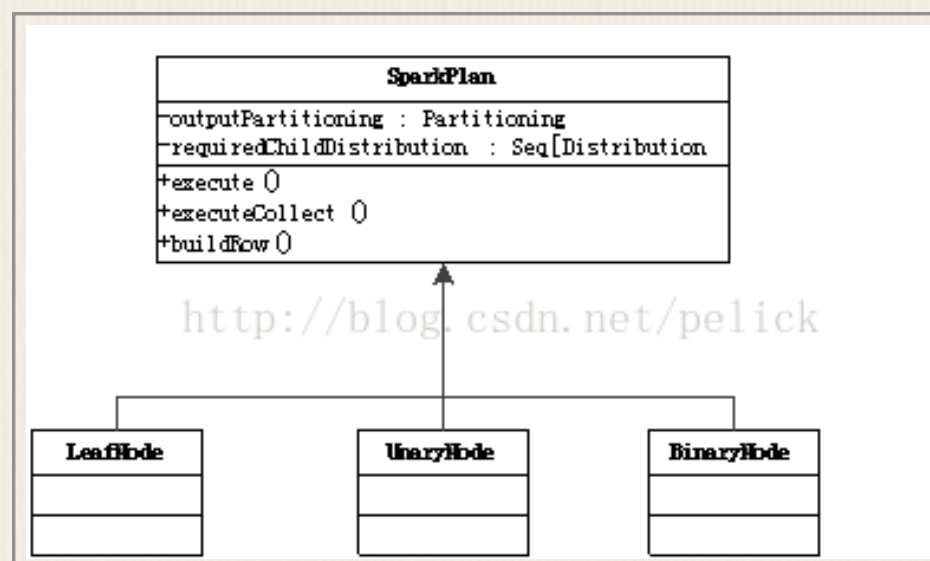 SparkPlan
-outputPartitioning : Partitioning
-requiredChildDistribution : Seq[Distribution
+execute()
+executeCollect ()
+buildRow()
http://blog.csdn.net/pelick
LeafNode
UnaryNode
BinaryNode